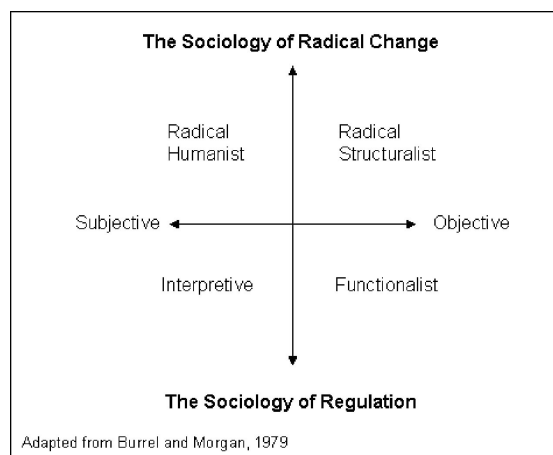 The Sociology of Radical Change
Radical
Humanist
Radical
Structuralist
Subjective
Objective
Interpretive
Functionalist
The Sociology of Regulation
Adapted from Burrel and Morgan, 1979